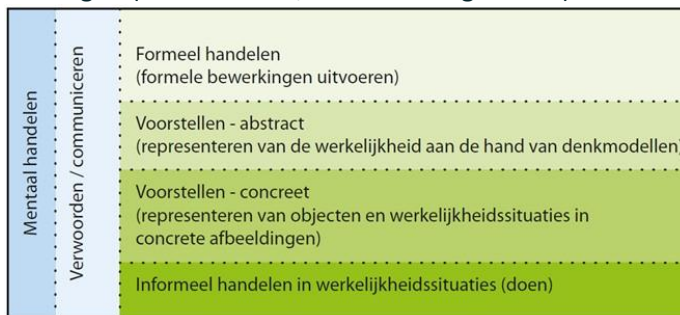 Mentaal handelen
Verwoorden / communiceren
Formeel handelen
(formele bewerkingen uitvoeren)
Voorstellen - abstract
(representeren van de werkelijkheid aan de hand van denkmodellen)
Voorstellen - concreet
(representeren van objecten en werkelijkheidssituaties in
concrete afbeeldingen)
Informeel handelen in werkelijkheidssituaties (doen)